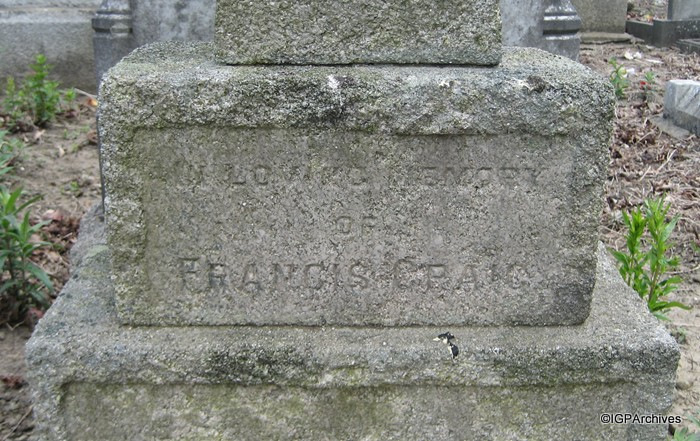 IN LOVING MEMORY
OF
FRANCIS CRAIG
©IGPArchives